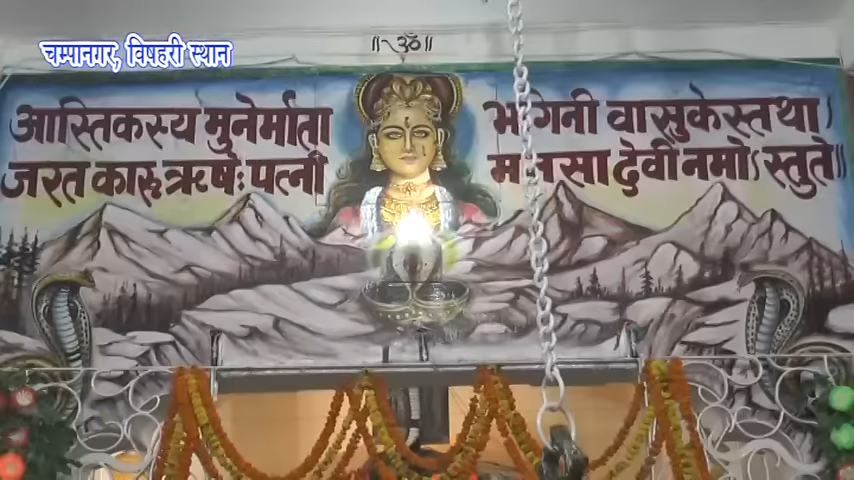 ॥ ॐ ॥
चम्पानगर, विषहरी स्थान
आस्तिकस्य मुनेर्माता भगिनी वासुकेस्तथा
जरत कारू ऋषेः पत्नी मनसा देवी नमोऽस्तुते